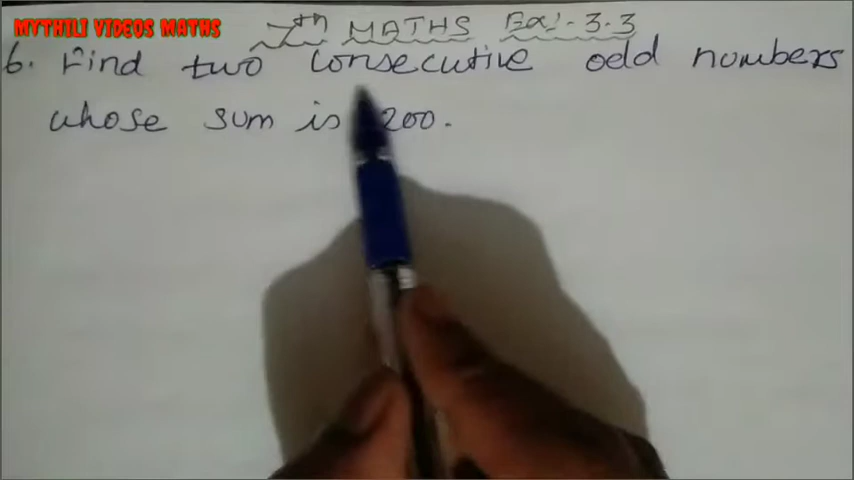 MYTHILI VIDEOS MATHS
7th MATHS Ex:- 3.3
6. Find two consecutive odd numbers
whose sum is 200.